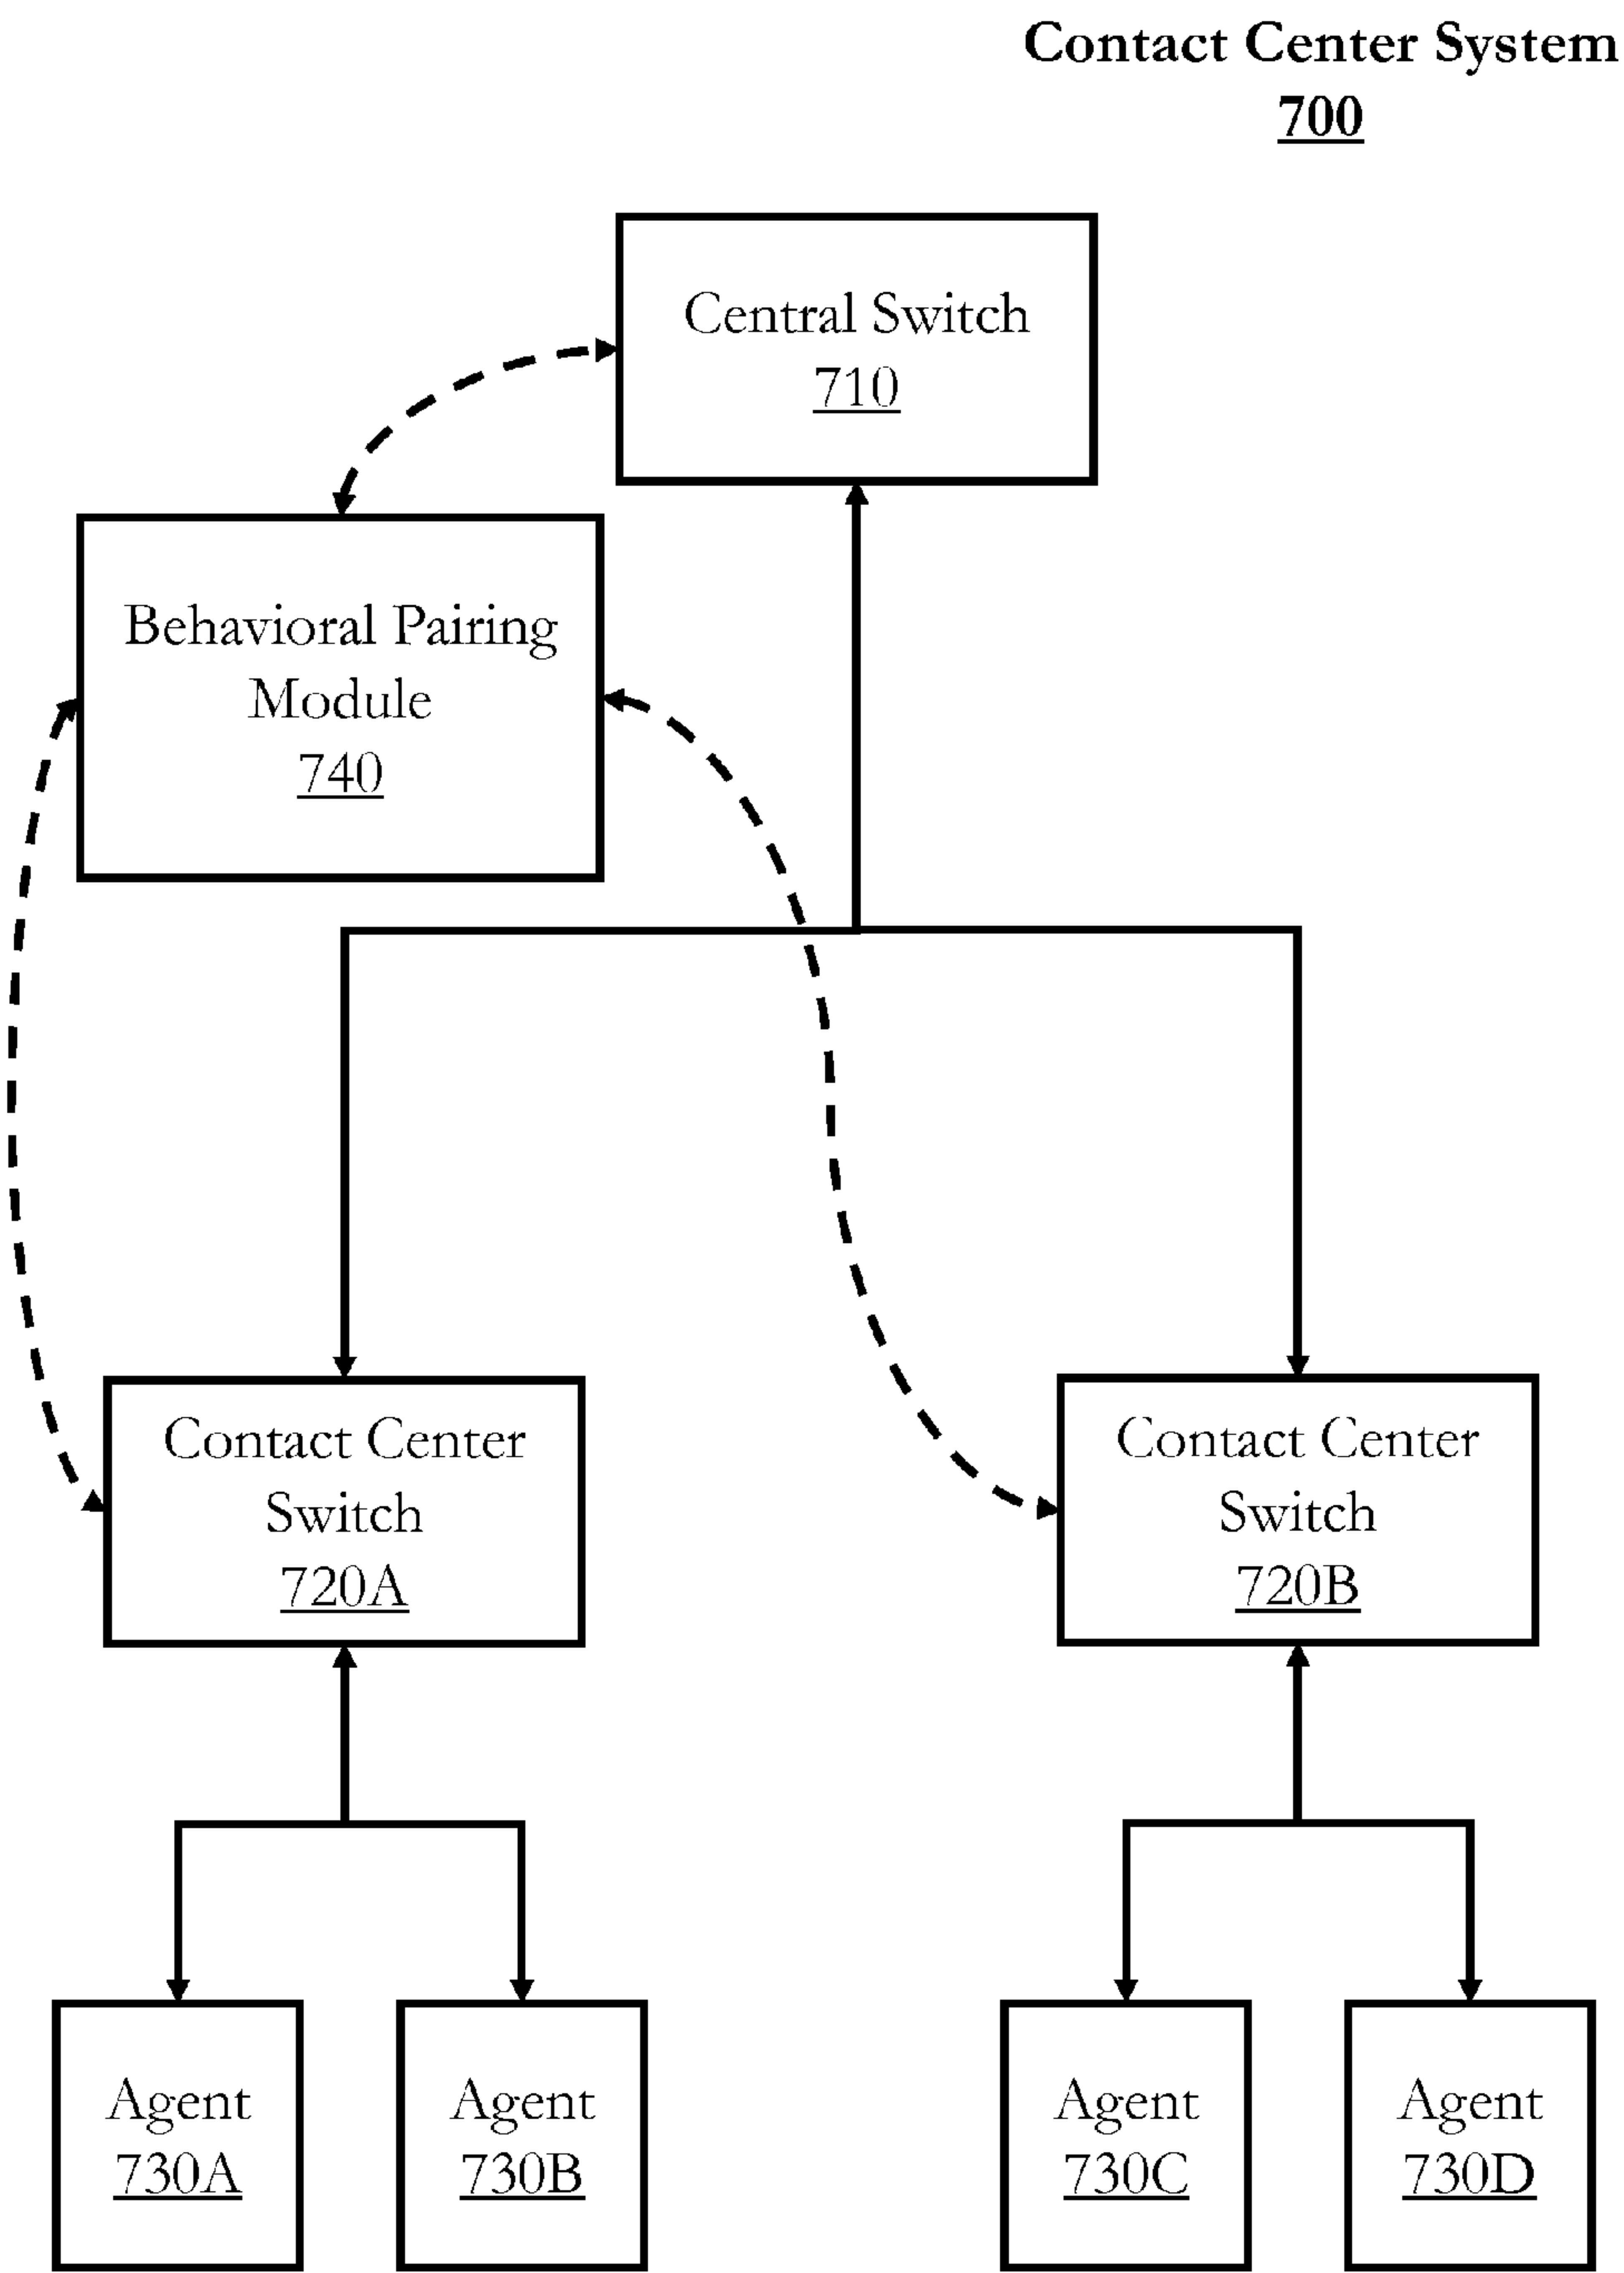 Contact Center System
700
Central Switch
710
Behavioral Pairing
Module
740
Contact Center
Switch
720A
Contact Center
Switch
720B
Agent
730A
Agent
730B
Agent
730C
Agent
730D